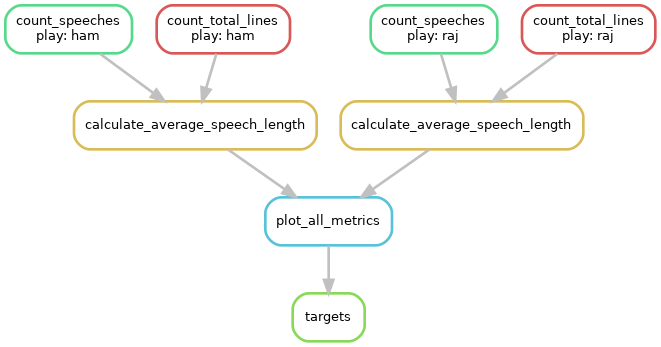 count_speeches
play: ham
count_total_lines
play: ham
count_speeches
play: raj
count_total_lines
play: raj
calculate_average_speech_length
calculate_average_speech_length
plot_all_metrics
targets